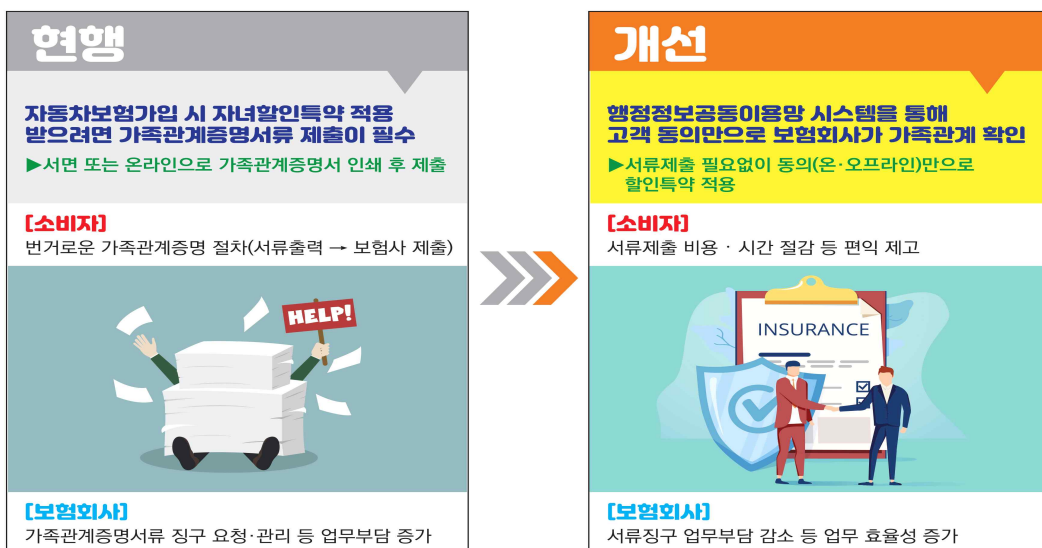 현행
자동차보험가입 시 자녀할인특약 적용
받으려면 가족관계증명서류 제출이 필수
▶서면 또는 온라인으로 가족관계증명서 인쇄 후 제출
[소비자]
번거로운 가족관계증명 절차(서류출력 → 보험사 제출)
HELP!
[보험회사]
가족관계증명서류 징구 요청·관리 등 업무부담 증가
개선
행정정보공동이용망 시스템을 통해
고객 동의만으로 보험회사가 가족관계 확인
▶서류제출 필요없이 동의(온·오프라인)만으로
할인특약 적용
[소비자]
서류제출 비용 · 시간 절감 등 편익 제고
INSURANCE
[보험회사]
서류징구 업무부담 감소 등 업무 효율성 증가